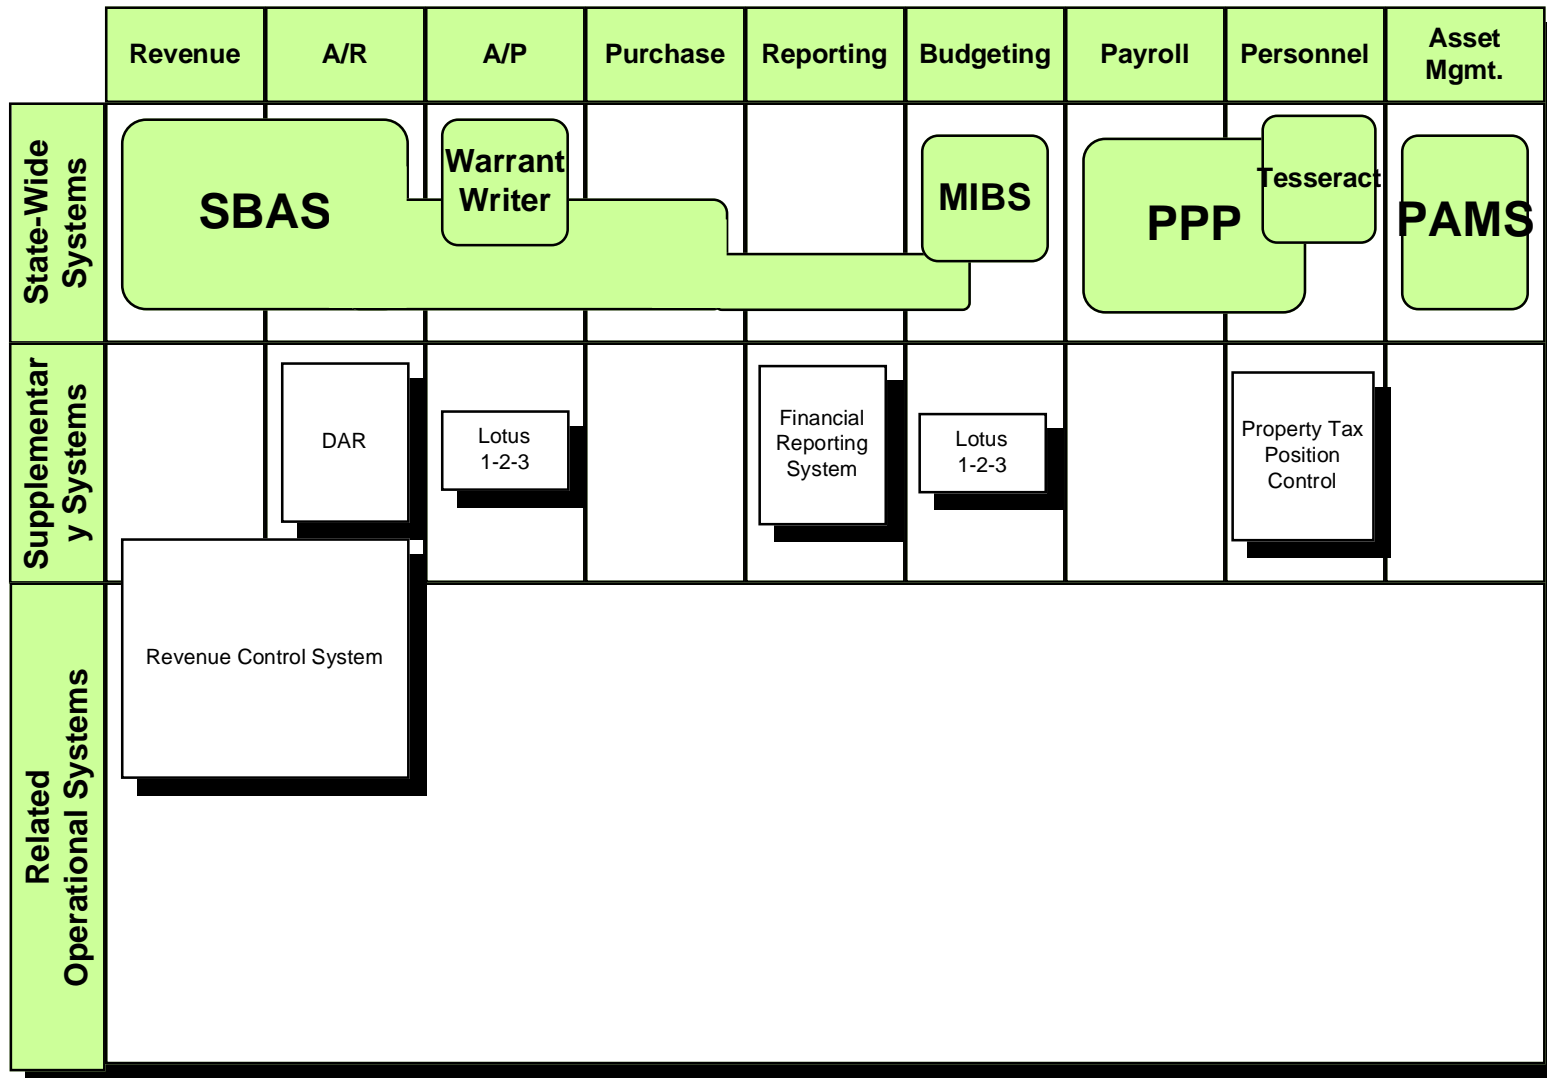 Revenue
A/R
A/P
Purchase
Reporting
Budgeting
Payroll
Personnel
Asset
Mgmt.
State-Wide
Systems
SBAS
Warrant
Writer
MIBS
PPP
Tesseract
PAMS
Supplementar
y Systems
DAR
Lotus
1-2-3
Financial
Reporting
System
Lotus
1-2-3
Property Tax
Position
Control
Related
Operational Systems
Revenue Control System